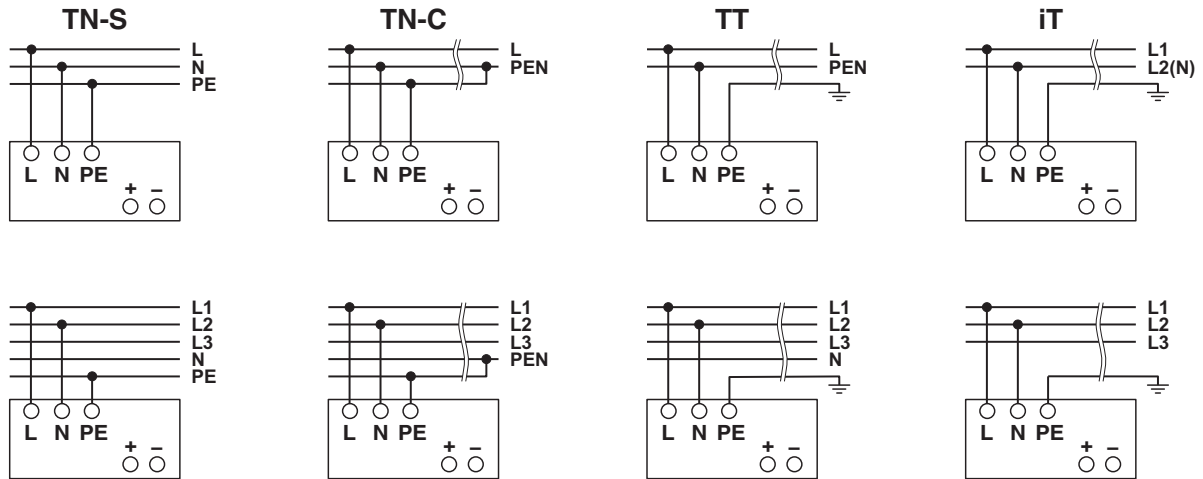 TN-S
L
N
PE
L N PE
+ –
TN-C
L
PEN
L N PE
+ –
TT
L
PEN
L N PE
+ –
iT
L1
L2(N)
L N PE
+ –
L1
L2
L3
N
PE
L N PE
+ –
L1
L2
L3
PEN
L N PE
+ –
L1
L2
L3
N
L N PE
+ –
L1
L2
L3
L N PE
+ –